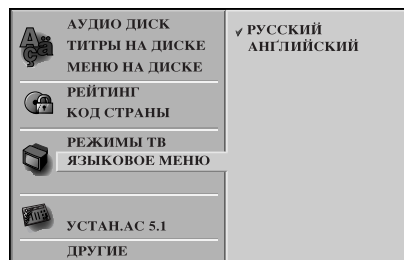 АУДИО ДИСК
ТИТРЫ НА ДИСКЕ
МЕНЮ НА ДИСКЕ
РЕЙТИНГ
КОД СТРАНЫ
РЕЖИМЫ ТВ
ЯЗЫКОВОЕ МЕНЮ
УСТАН.АС 5.1
ДРУГИЕ
РУССКИЙ
АНГЛИЙСКИЙ